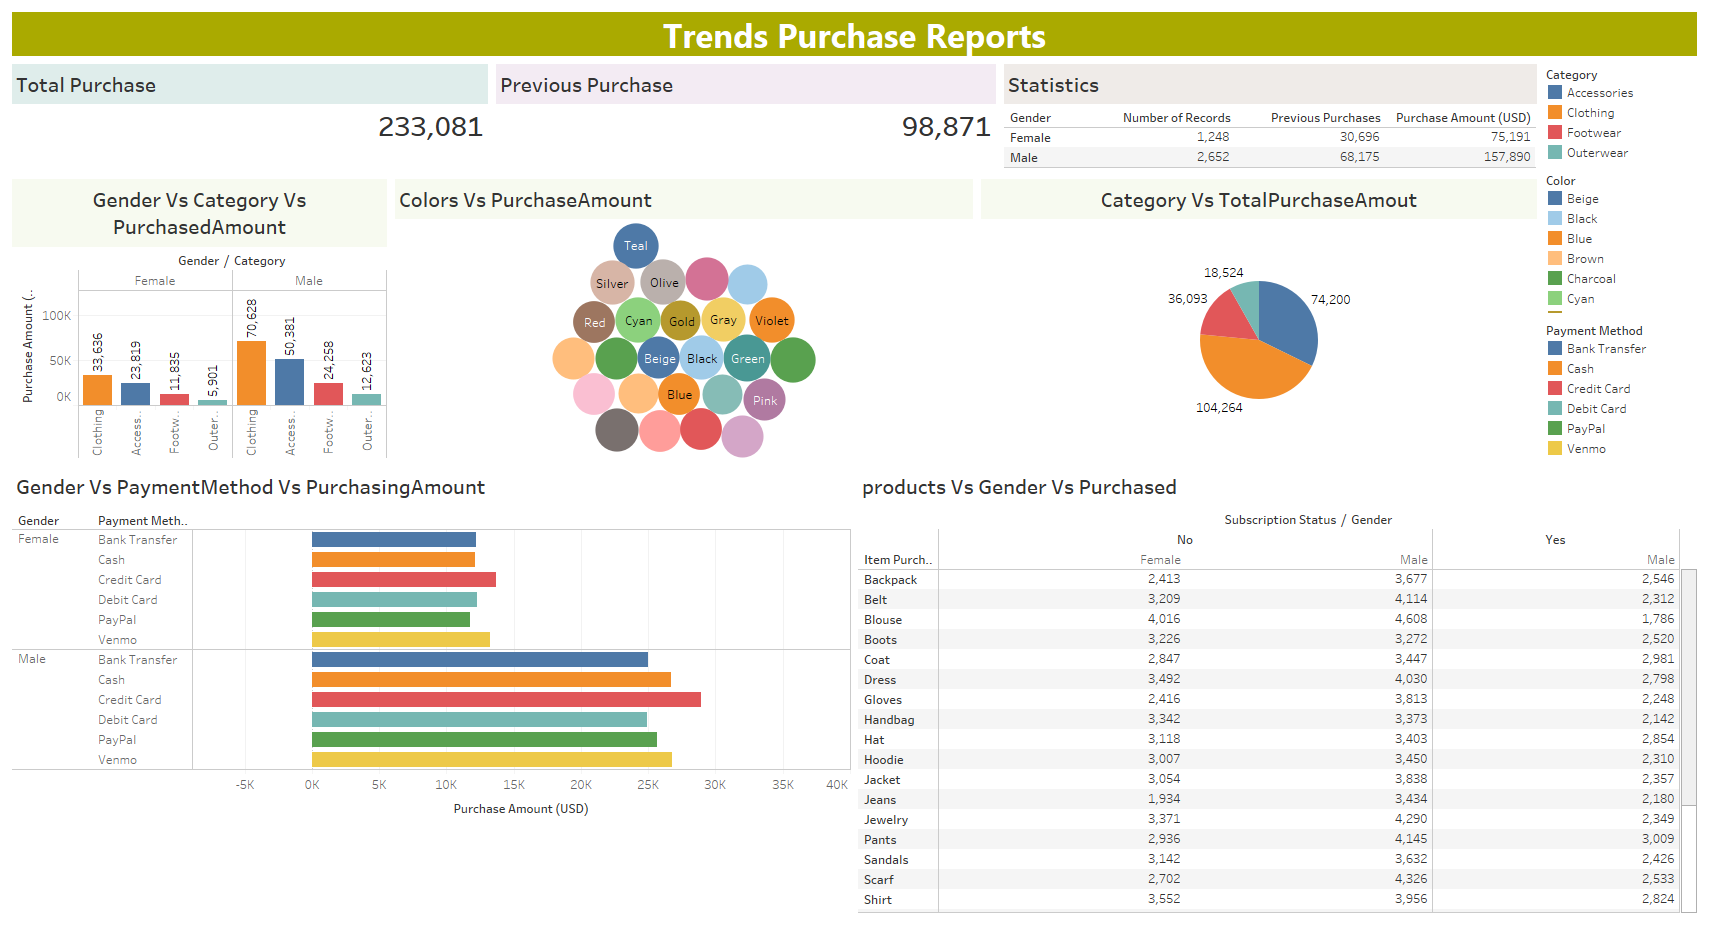 Trends Purchase Reports
Total Purchase
233,081
Previous Purchase
98,871
Statistics
Gender Number of Records Previous Purchases Purchase Amount (USD)
Female 1,248 30,696 75,191
Male 2,652 68,175 157,890
Category
Accessories
Clothing
Footwear
Outerwear
Color
Beige
Black
Blue
Brown
Charcoal
Cyan
Payment Method
Bank Transfer
Cash
Credit Card
Debit Card
PayPal
Venmo
Gender Vs Category Vs
PurchasedAmount
Gender / Category
Female Male
Purchase Amount (..
100K
50K
0K
33,636 23,819 11,835 5,901 70,628 50,381 24,258 12,623
Clothing Access.. Footw.. Outer.. Clothing Access.. Footw.. Outer..
Colors Vs PurchaseAmount
Teal
Silver Olive
Red Cyan Gold Gray Violet
Beige Black Green
Blue Pink
Category Vs TotalPurchaseAmout
18,524
36,093 74,200
104,264
Gender Vs PaymentMethod Vs PurchasingAmount
Gender Payment Meth..
Female Bank Transfer
Cash
Credit Card
Debit Card
PayPal
Venmo
Male Bank Transfer
Cash
Credit Card
Debit Card
PayPal
Venmo
-5K 0K 5K 10K 15K 20K 25K 30K 35K 40K
Purchase Amount (USD)
products Vs Gender Vs Purchased
Subscription Status / Gender
No Yes
Item Purch.. Female Male Male
Backpack 2,413 3,677 2,546
Belt 3,209 4,114 2,312
Blouse 4,016 4,608 1,786
Boots 3,226 3,272 2,520
Coat 2,847 3,447 2,981
Dress 3,492 4,030 2,798
Gloves 2,416 3,813 2,248
Handbag 3,342 3,373 2,142
Hat 3,118 3,403 2,854
Hoodie 3,007 3,450 2,310
Jacket 3,054 3,838 2,357
Jeans 1,934 3,434 2,180
Jewelry 3,371 4,290 2,349
Pants 2,936 4,145 3,009
Sandals 3,142 3,632 2,426
Scarf 2,702 4,326 2,533
Shirt 3,552 3,956 2,824